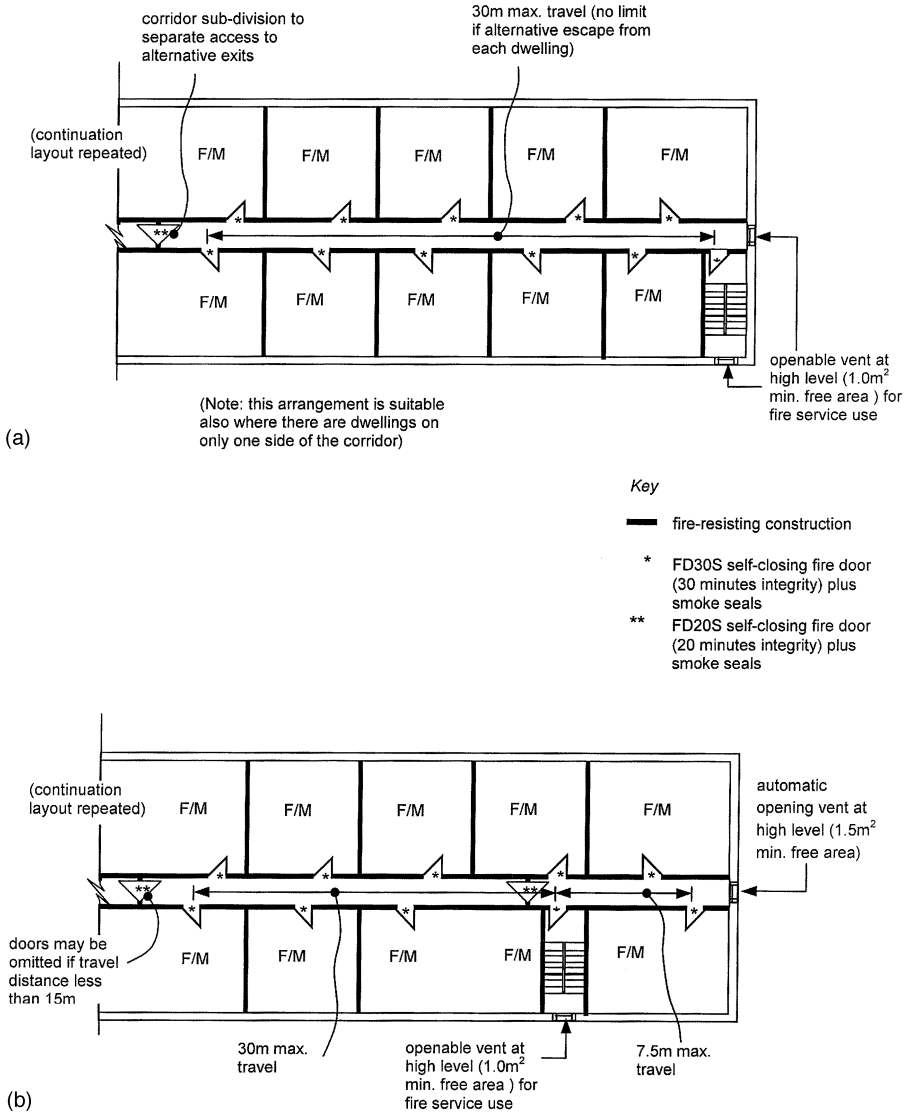 corridor sub-division to
separate access to
alternative exits
30m max. travel (no limit
if alternative escape from
each dwelling)
(a)
(continuation
layout repeated)
F/M
F/M
F/M
F/M
F/M
*
*
*
*
*
**
*
*
*
*
*
*
F/M
F/M
F/M
F/M
F/M
openable vent at
high level (1.0m²
min. free area ) for
fire service use
(Note: this arrangement is suitable
also where there are dwellings on
only one side of the corridor)
(a)
Key
fire-resisting construction
* FD30S self-closing fire door
(30 minutes integrity) plus
smoke seals
** FD20S self-closing fire door
(20 minutes integrity) plus
smoke seals
(continuation
layout repeated)
F/M
F/M
F/M
F/M
F/M
automatic
opening vent at
high level (1.5m²
min. free area)
*
*
*
*
*
**
**
*
*
*
*
*
doors may be
omitted if travel
distance less
than 15m
F/M
F/M
F/M
F/M
F/M
30m max.
travel
openable vent at
high level (1.0m²
min. free area ) for
fire service use
7.5m max.
travel
(b)